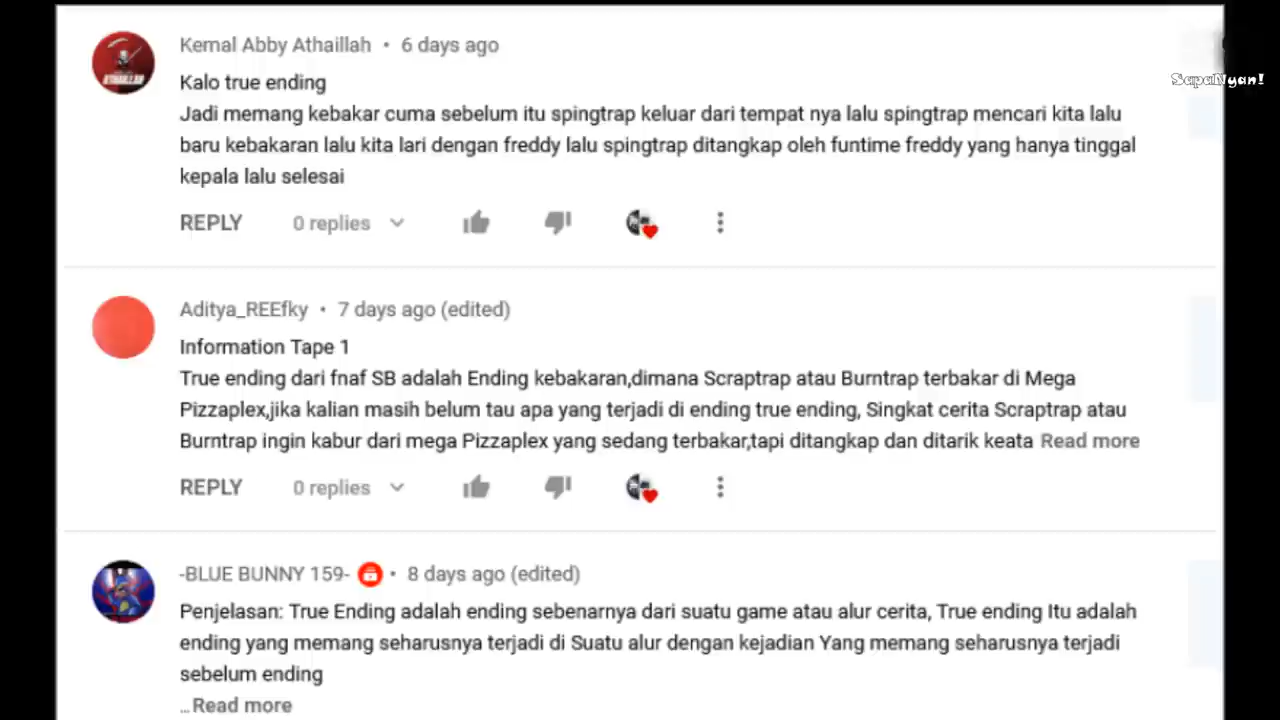 Kemal Abby Athaillah • 6 days ago
SapaNyan!
Kalo true ending
Jadi memang kebakar cuma sebelum itu spingtrap keluar dari tempat nya lalu spingtrap mencari kita lalu
baru kebakaran lalu kita lari dengan freddy lalu spingtrap ditangkap oleh funtime freddy yang hanya tinggal
kepala lalu selesai
REPLY 0 replies
Aditya_REEfky • 7 days ago (edited)
Information Tape 1
True ending dari fnaf SB adalah Ending kebakaran,dimana Scraptrap atau Burntrap terbakar di Mega
Pizzaplex,jika kalian masih belum tau apa yang terjadi di ending true ending, Singkat cerita Scraptrap atau
Burntrap ingin kabur dari mega Pizzaplex yang sedang terbakar,tapi ditangkap dan ditarik keata Read more
REPLY 0 replies
-BLUE BUNNY 159- • 8 days ago (edited)
Penjelasan: True Ending adalah ending sebenarnya dari suatu game atau alur cerita, True ending Itu adalah
ending yang memang seharusnya terjadi di Suatu alur dengan kejadian Yang memang seharusnya terjadi
sebelum ending
...Read more